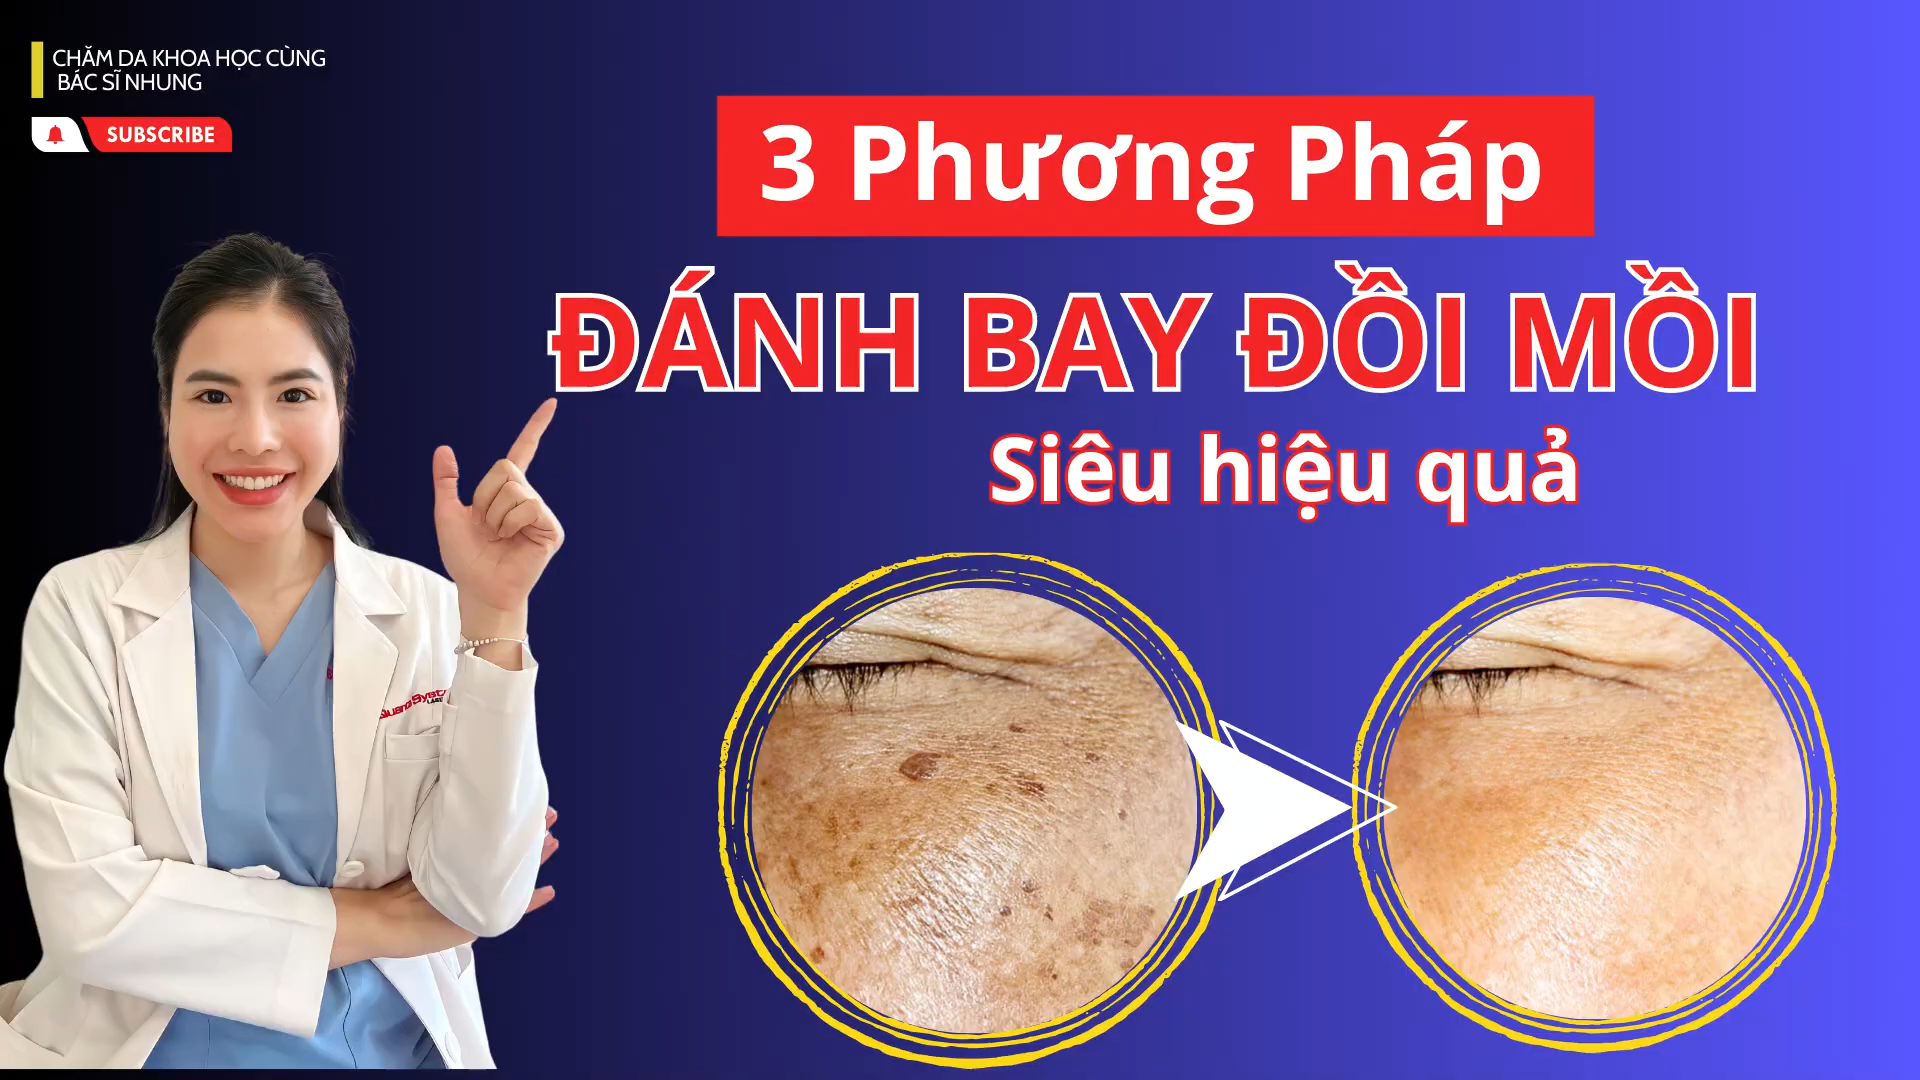 CHĂM DA KHOA HỌC CÙNG
BÁC SĨ NHUNG
SUBSCRIBE
3 Phương Pháp
ĐÁNH BAY ĐỒI MỒI
Siêu hiệu quả